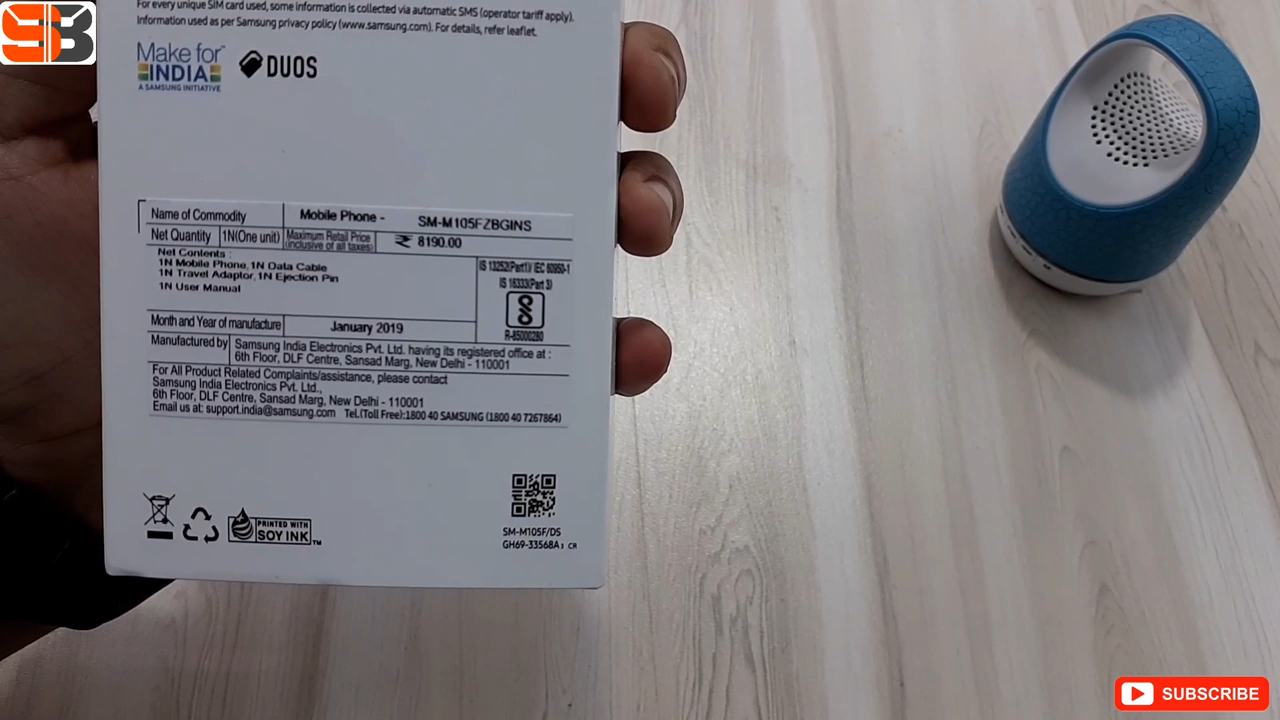 SB
For every unique SIM card used, some information is collected via automatic SMS (operator tariff apply).
Information used as per Samsung privacy policy (www.samsung.com). For details, refer leaflet.
Make for™
INDIA
A SAMSUNG INITIATIVE
DUOS
Name of Commodity Mobile Phone - SM-M105FZBGINS
Net Quantity 1N(One unit) Maximum Retail Price (inclusive of all taxes) ₹ 8190.00
Net Contents :
1N Mobile Phone, 1N Data Cable
1N Travel Adaptor, 1N Ejection Pin
1N User Manual
IS 13252(Part1)/ IEC 60950-1
IS 16333(Part 3)
R-85000280
Month and Year of manufacture January 2019
Manufactured by Samsung India Electronics Pvt. Ltd. having its registered office at :
6th Floor, DLF Centre, Sansad Marg, New Delhi - 110001
For All Product Related Complaints/assistance, please contact
Samsung India Electronics Pvt. Ltd.,
6th Floor, DLF Centre, Sansad Marg, New Delhi - 110001
Email us at: support.india@samsung.com Tel.(Toll Free):1800 40 SAMSUNG (1800 40 7267864)
PRINTED WITH
SOY INK™
SM-M105F/DS
GH69-33568A
CR
SUBSCRIBE